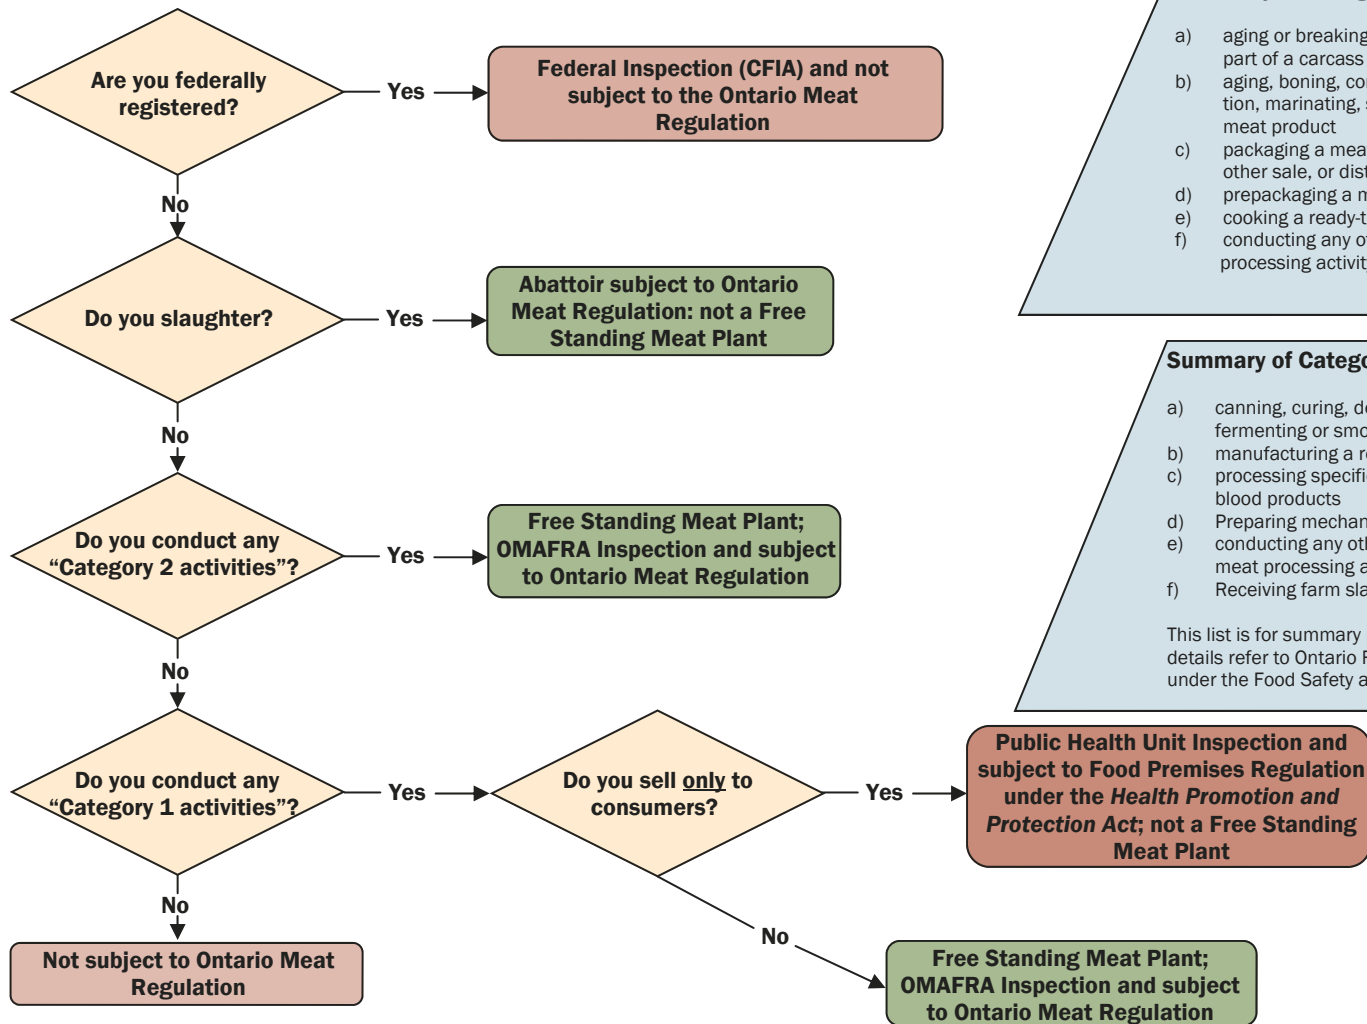 Are you federally
registered?
Yes
Federal Inspection (CFIA) and not
subject to the Ontario Meat
Regulation
No
Do you slaughter?
Yes
Abattoir subject to Ontario
Meat Regulation: not a Free
Standing Meat Plant
No
Do you conduct any
“Category 2 activities”?
Yes
Free Standing Meat Plant;
OMAFRA Inspection and subject
to Ontario Meat Regulation
No
Do you conduct any
“Category 1 activities”?
Yes
Do you sell only to
consumers?
Yes
Public Health Unit Inspection and
subject to Food Premises Regulation
under the Health Promotion and
Protection Act; not a Free Standing
Meat Plant
No
Free Standing Meat Plant;
OMAFRA Inspection and subject
to Ontario Meat Regulation
No
Not subject to Ontario Meat
Regulation
a) aging or breaking
part of a carcass
b) aging, boning,
tion, marinating,
meat product
c) packaging a
other sale, or
d) prepackaging a
e) cooking a
f) conducting any
processing
Summary of
a) canning, curing,
fermenting or
b) manufacturing a
c) processing
blood products
d) Preparing
e) conducting any
meat processing
f) Receiving farm
This list is for summary
details refer to Ontario
under the Food Safety